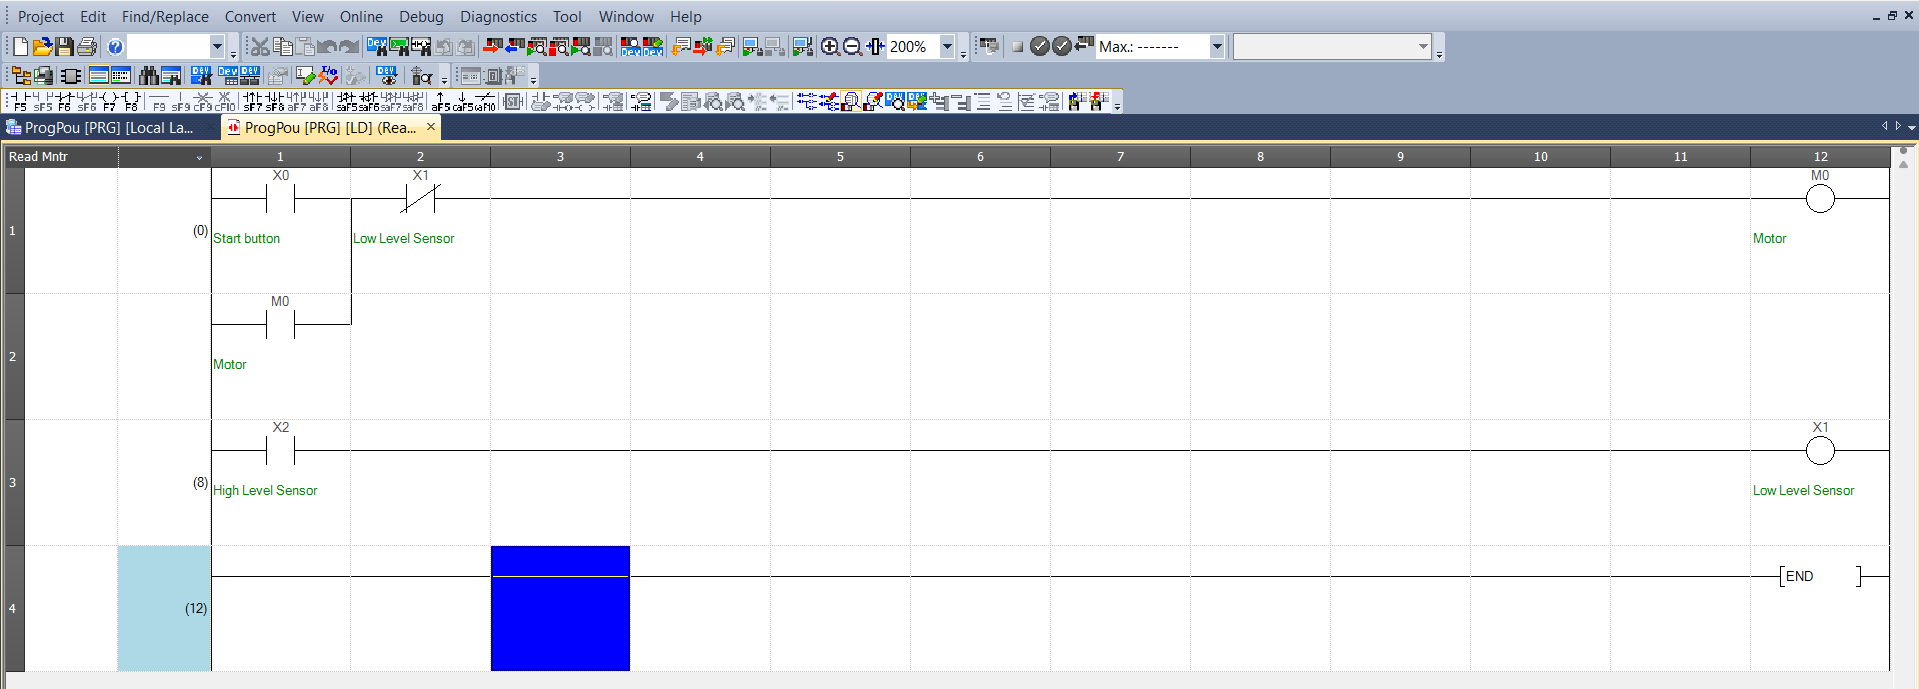 Project Edit Find/Replace Convert View Online Debug Diagnostics Tool Window Help
200% Max.: -------
F5 sF5 F6 sF6 F7 F8 F9 sF9 cF9 cF10 sF7 sF8 aF7 aF8 saF5 saF6 saF7 saF8 aF5 caF5 caF10
ProgPou [PRG] [Local La... ProgPou [PRG] [LD] (Rea...
Read Mntr 1 2 3 4 5 6 7 8 9 10 11 12
X0 X1 M0
1 (0)
Start button Low Level Sensor Motor
M0
2
Motor
X2 X1
3 (8)
High Level Sensor Low Level Sensor
END
4 (12)